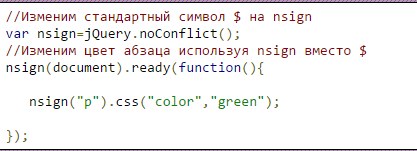 //Изменим стандартный символ $ на nsign
var nsign=jQuery.noConflict();
//Изменим цвет абзаца используя nsign вместо $
nsign(document).ready(function(){
nsign("p").css("color","green");
});